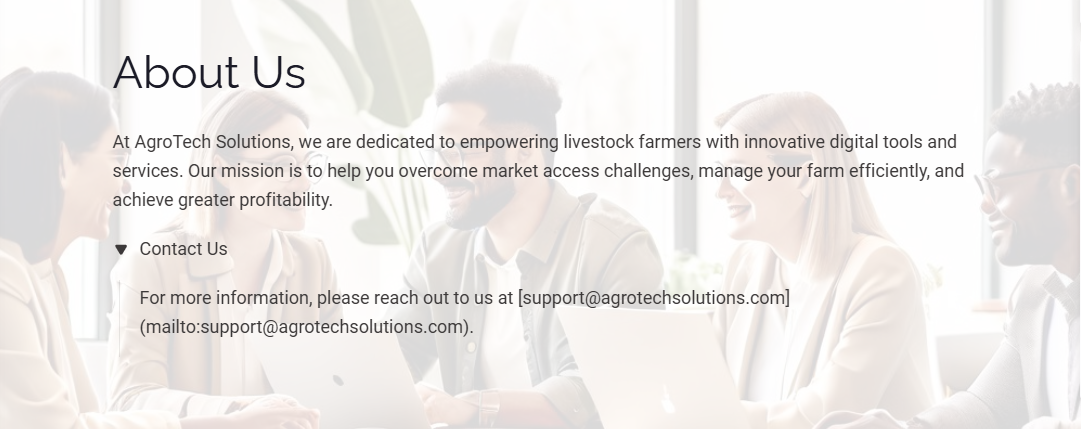 About Us
At AgroTech Solutions, we are dedicated to empowering livestock farmers with innovative digital tools and
services. Our mission is to help you overcome market access challenges, manage your farm efficiently, and
achieve greater profitability.
Contact Us
For more information, please reach out to us at [support@agrotechsolutions.com]
(mailto:support@agrotechsolutions.com).